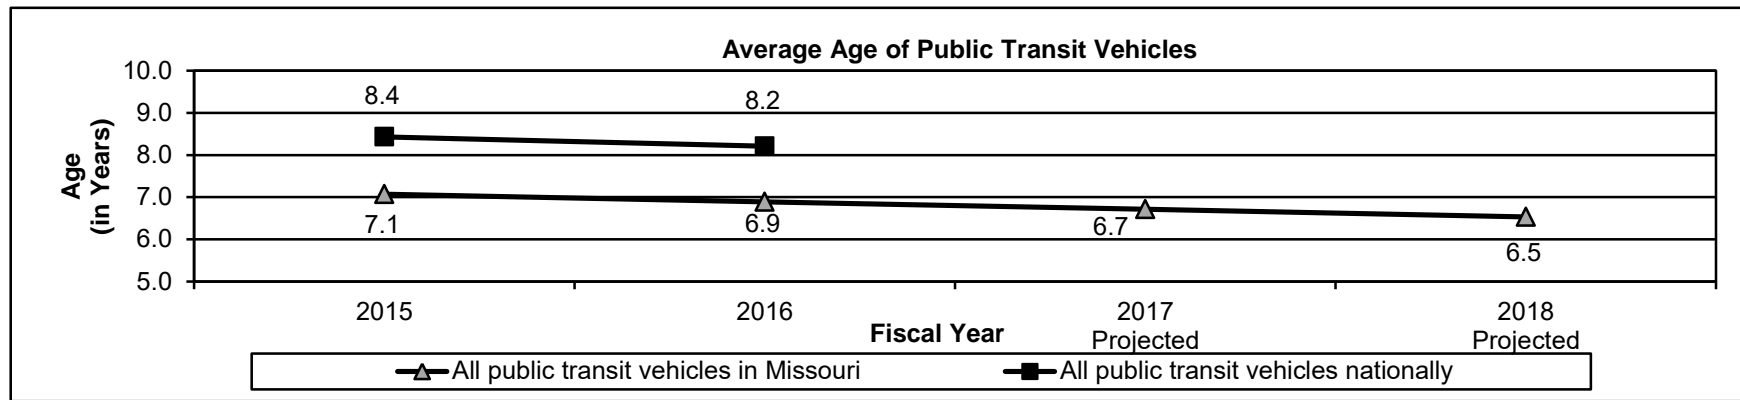 Average Age of Public Transit Vehicles
Age
(in Years)
10.0
9.0
8.0
7.0
6.0
5.0
8.4
8.2
7.1
6.9
6.7
6.5
2015
2016
2017
Projected
2018
Projected
Fiscal Year
All public transit vehicles in Missouri
All public transit vehicles nationally